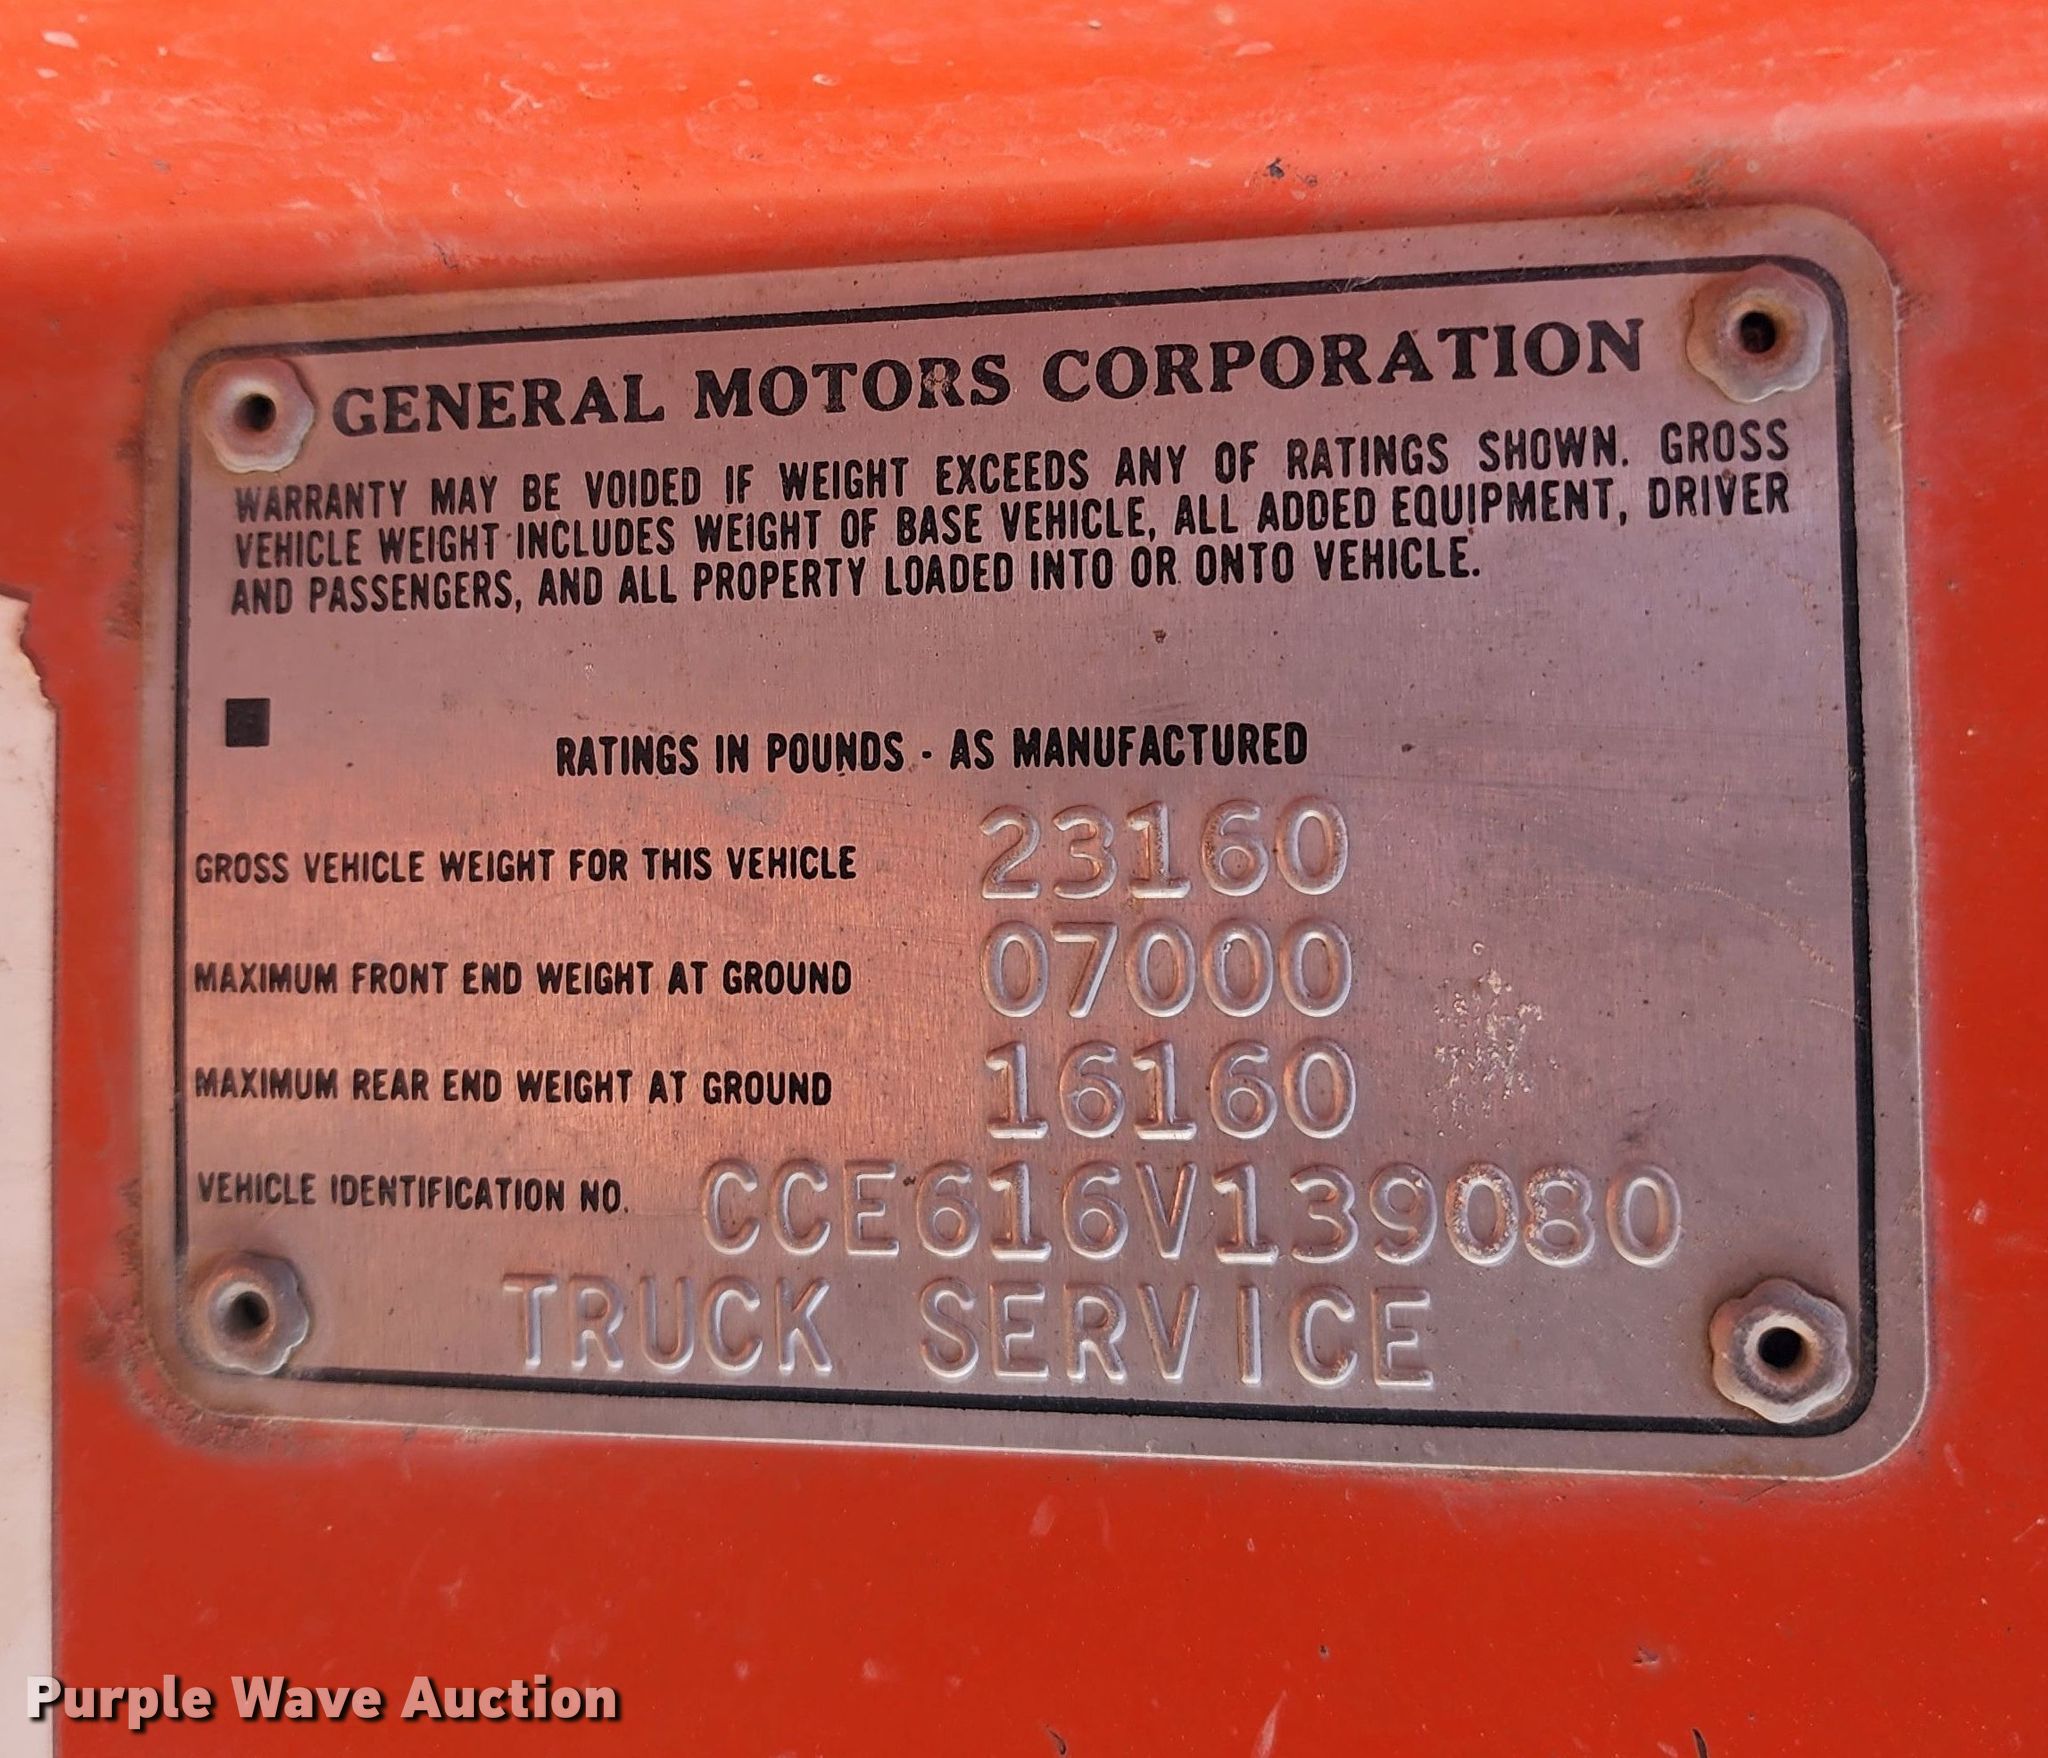 GENERAL MOTORS CORPORATION
WARRANTY MAY BE VOIDED IF WEIGHT EXCEEDS ANY OF RATINGS SHOWN. GROSS
VEHICLE WEIGHT INCLUDES WEIGHT OF BASE VEHICLE, ALL ADDED EQUIPMENT, DRIVER
AND PASSENGERS, AND ALL PROPERTY LOADED INTO OR ONTO VEHICLE.
RATINGS IN POUNDS - AS MANUFACTURED
GROSS VEHICLE WEIGHT FOR THIS VEHICLE 23160
MAXIMUM FRONT END WEIGHT AT GROUND 07000
MAXIMUM REAR END WEIGHT AT GROUND 16160
VEHICLE IDENTIFICATION NO. CCE616V139080
TRUCK SERVICE
Purple Wave Auction